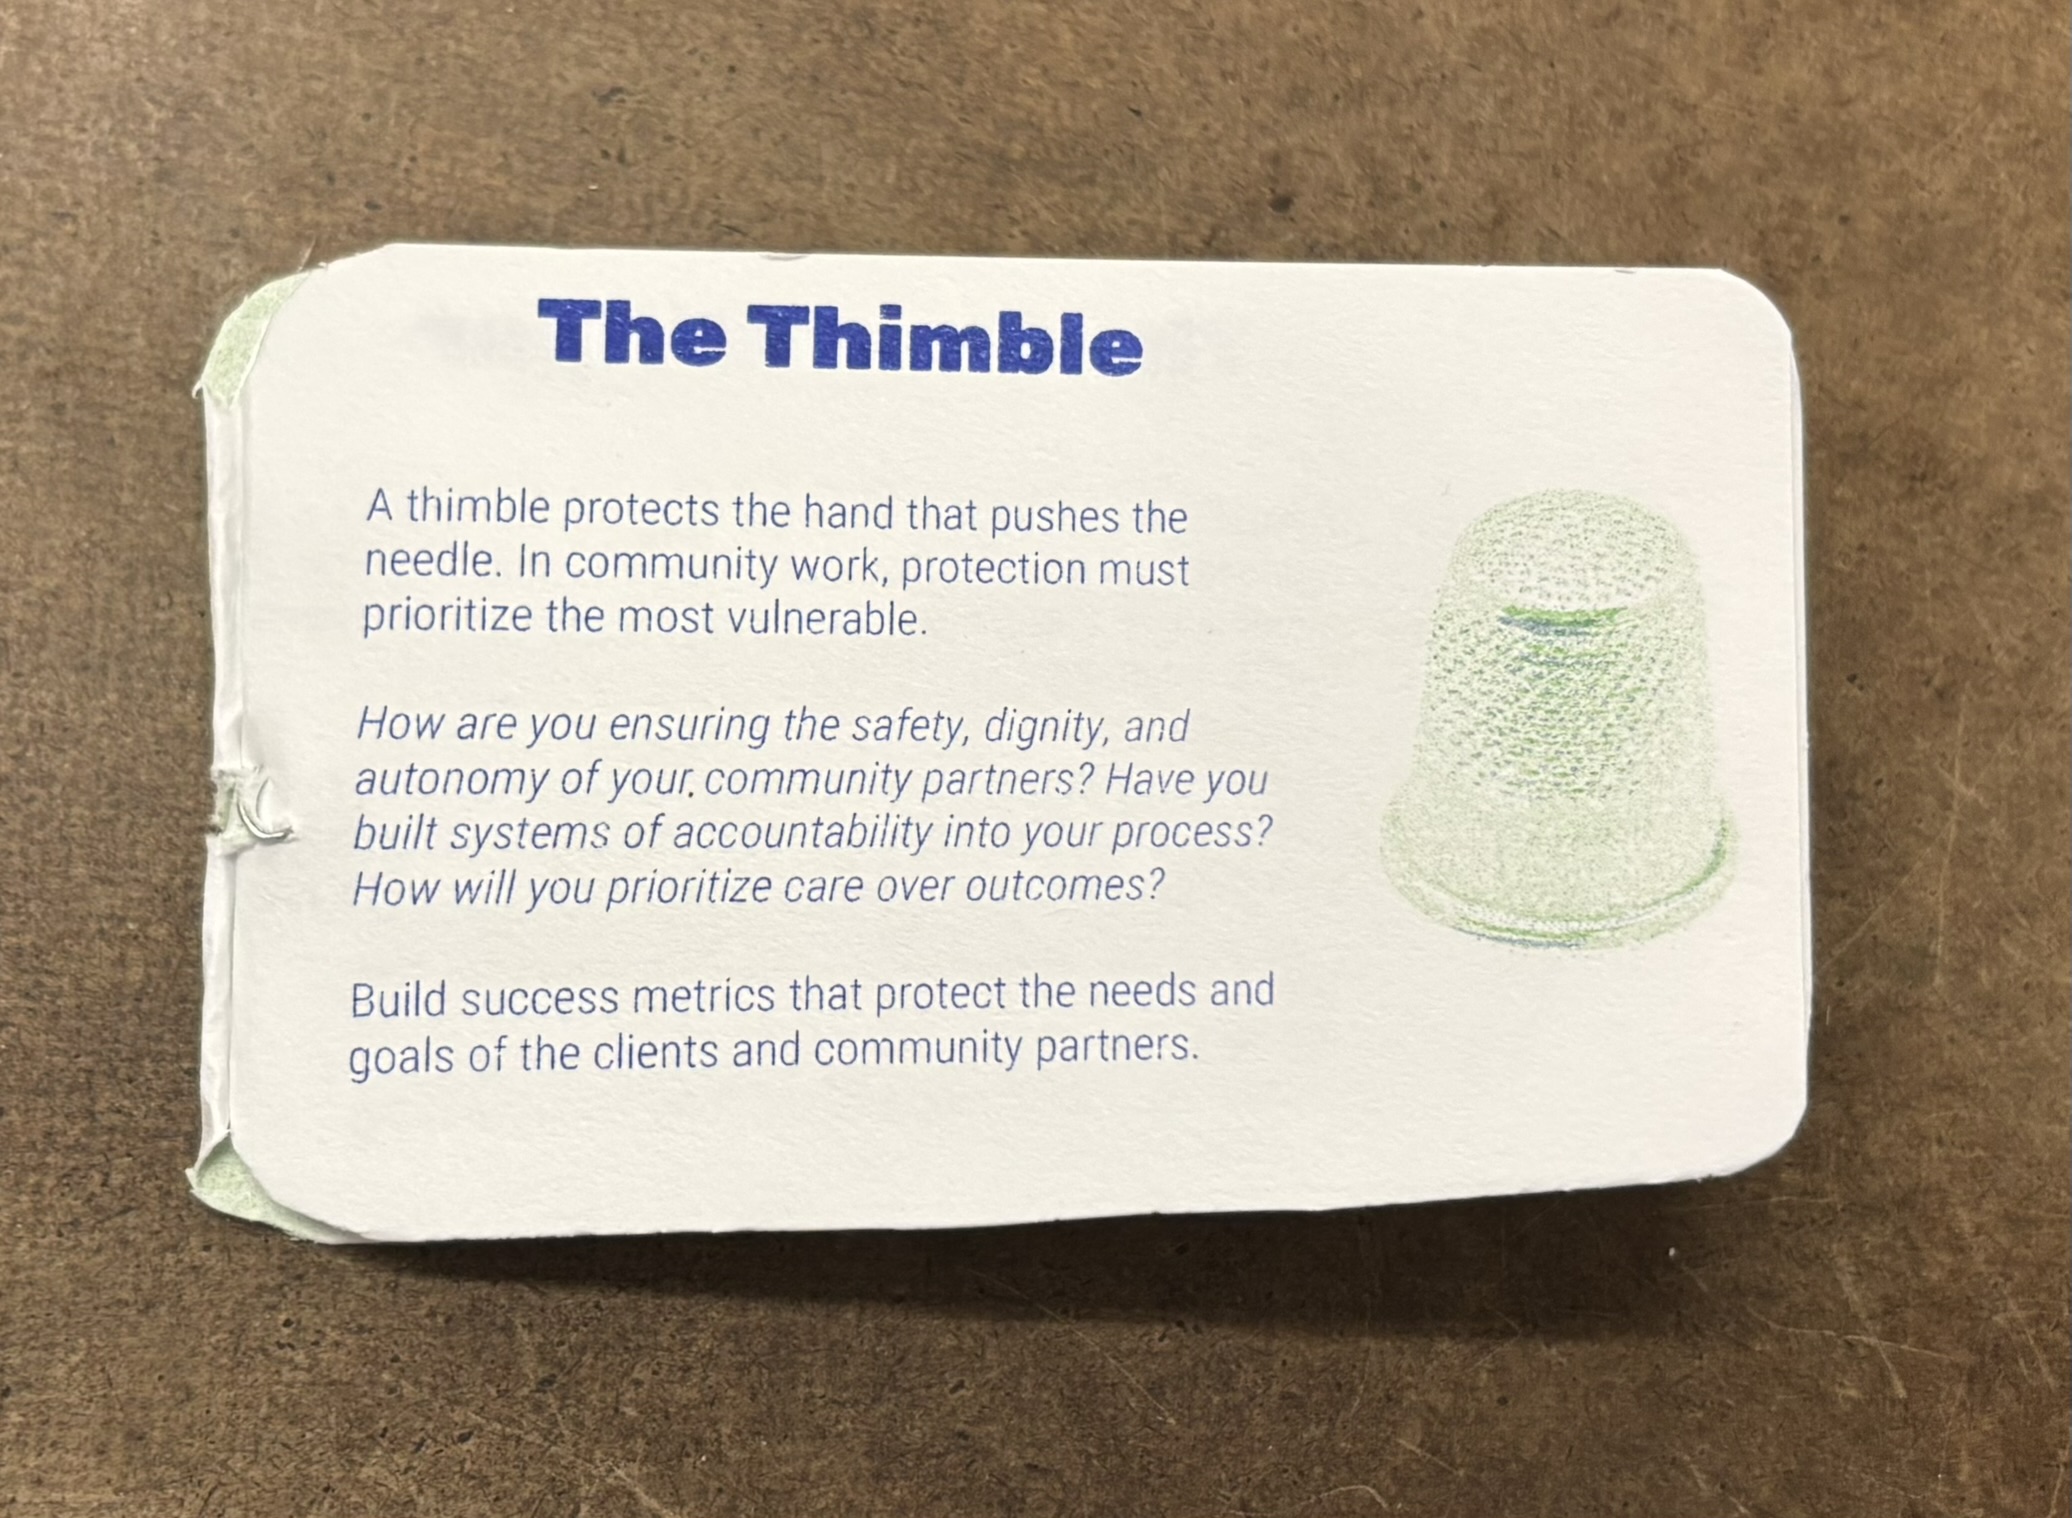 The Thimble
A thimble protects the hand that pushes the
needle. In community work, protection must
prioritize the most vulnerable.
How are you ensuring the safety, dignity, and
autonomy of your. community partners? Have you
built systems of accountability into your process?
How will you prioritize care over outcomes?
Build success metrics that protect the needs and
goals of the clients and community partners.